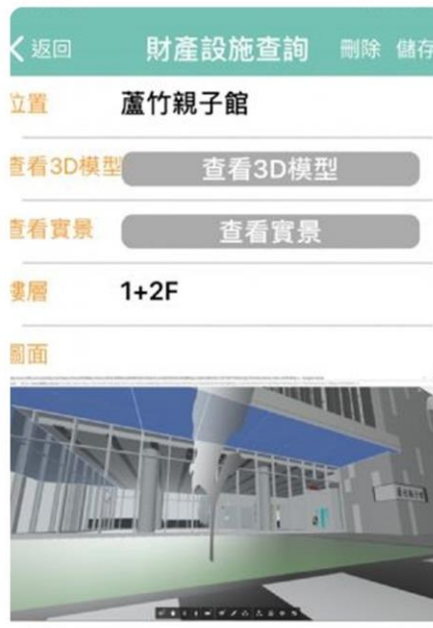 返回 財產設施查詢 刪除 儲存
位置 蘆竹親子館
查看3D模型 查看3D模型
查看實景 查看實景
樓層 1+2F
圖面